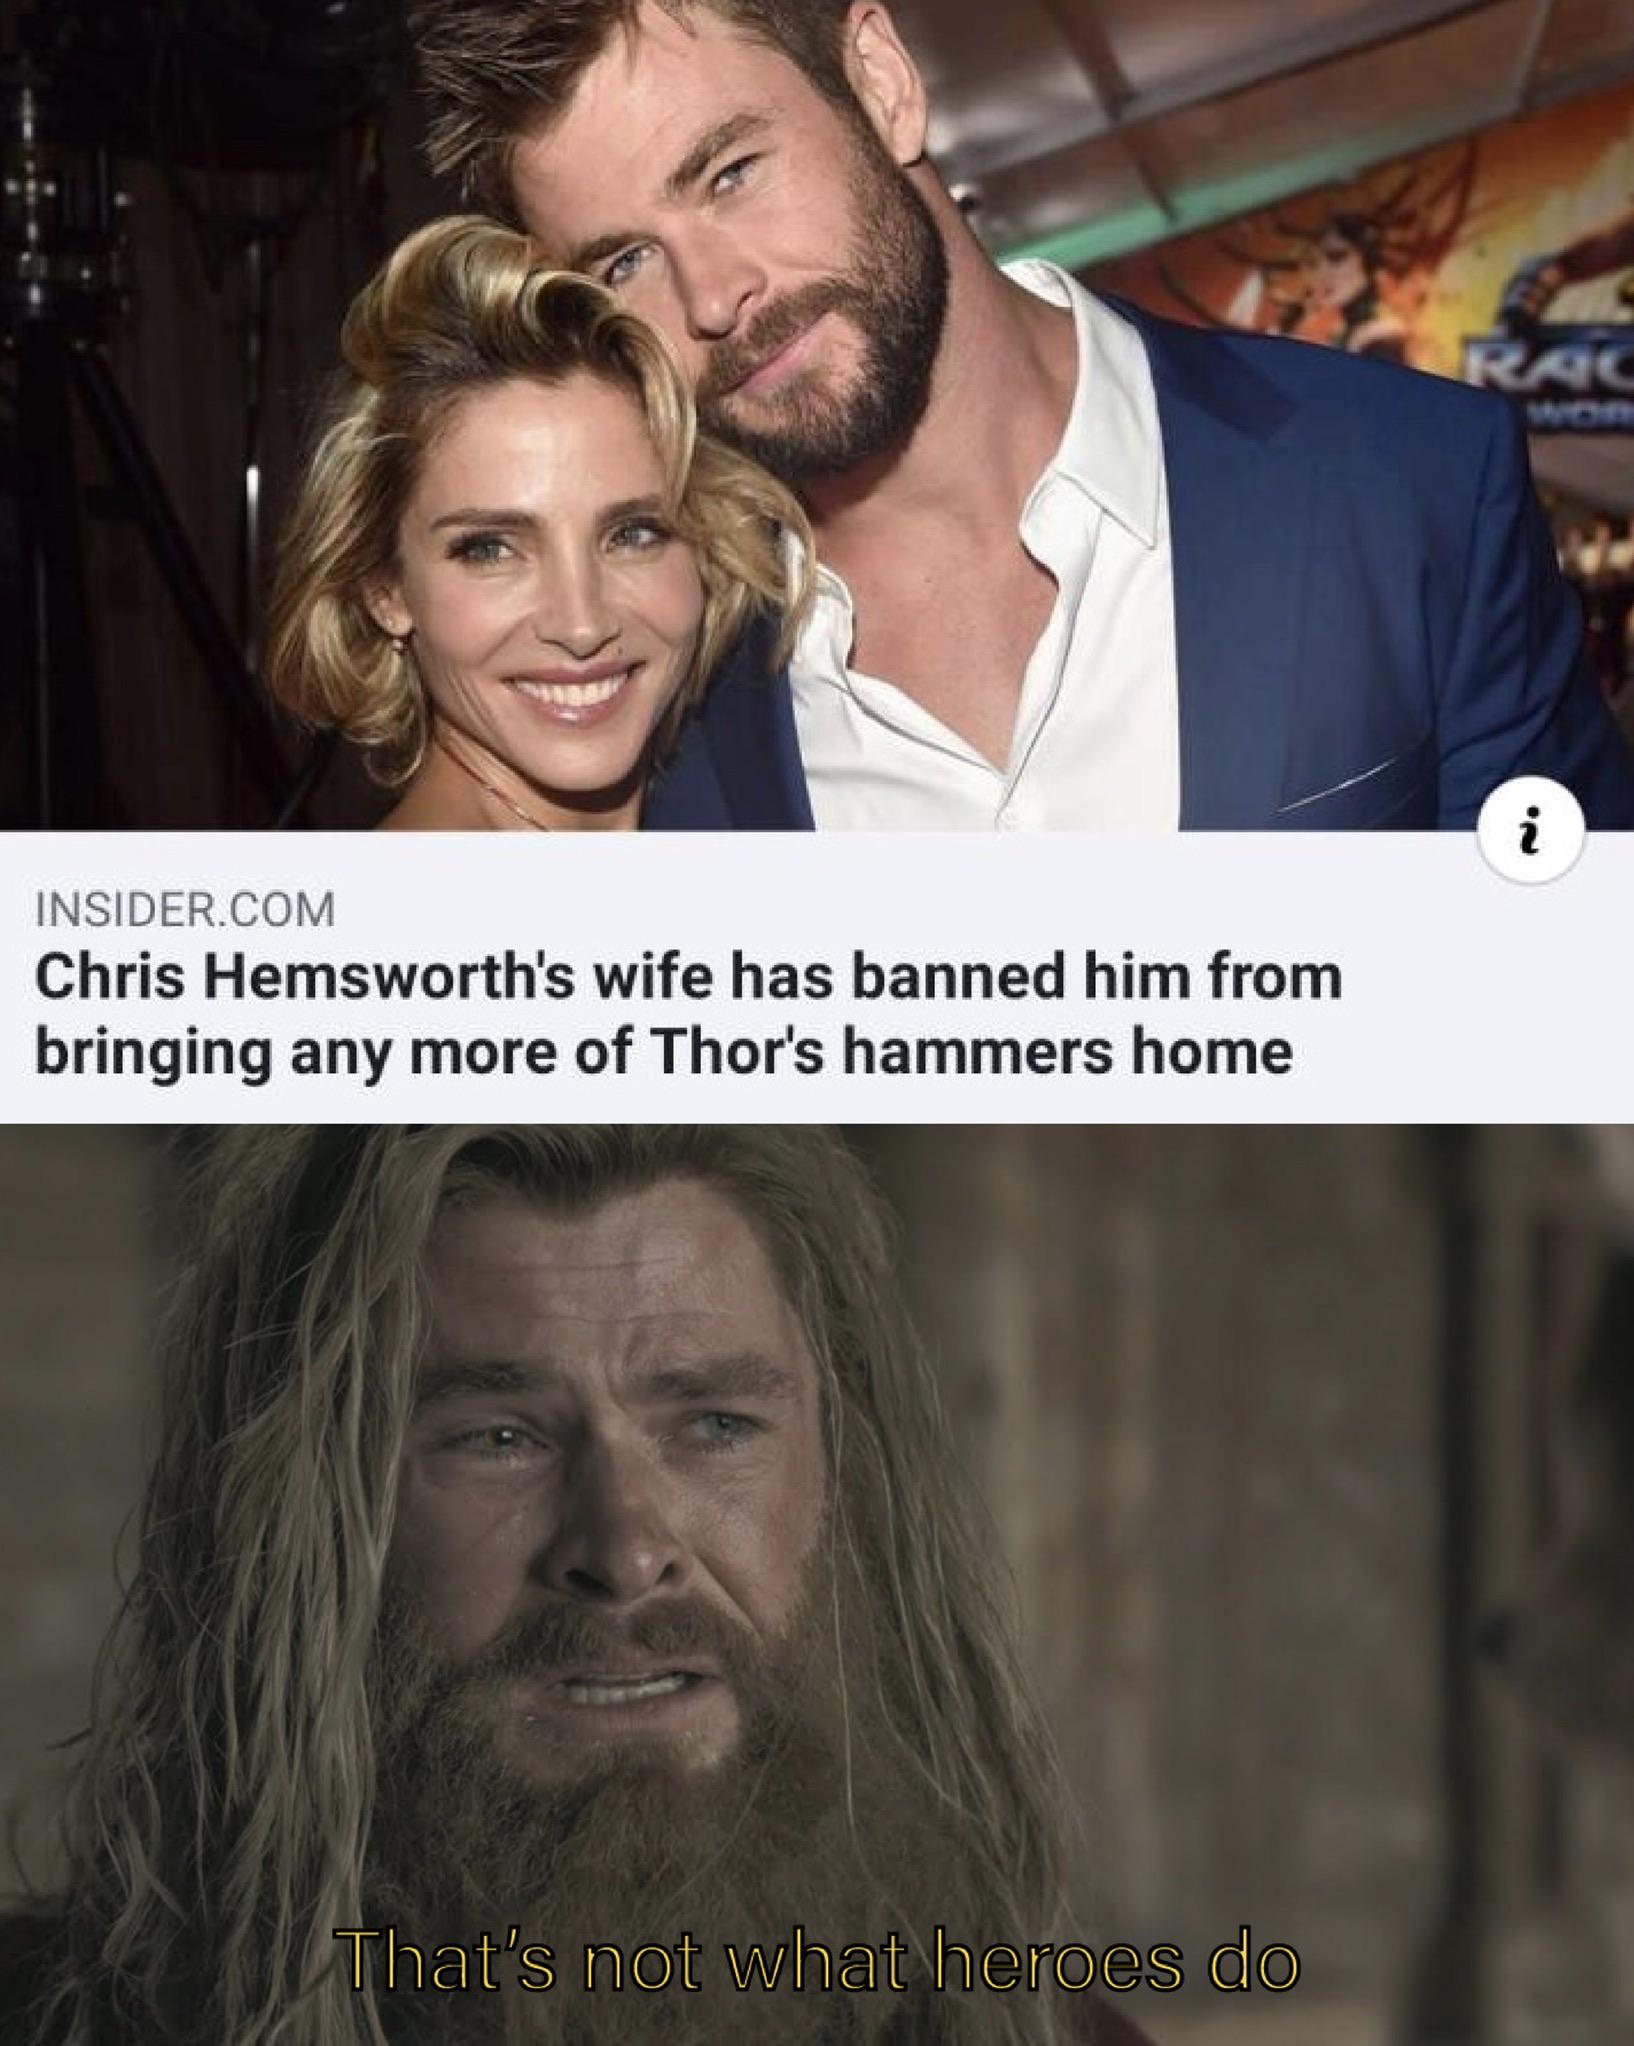 RAG
WOR
i
INSIDER.COM
Chris Hemsworth's wife has banned him from
bringing any more of Thor's hammers home
That's not what heroes do